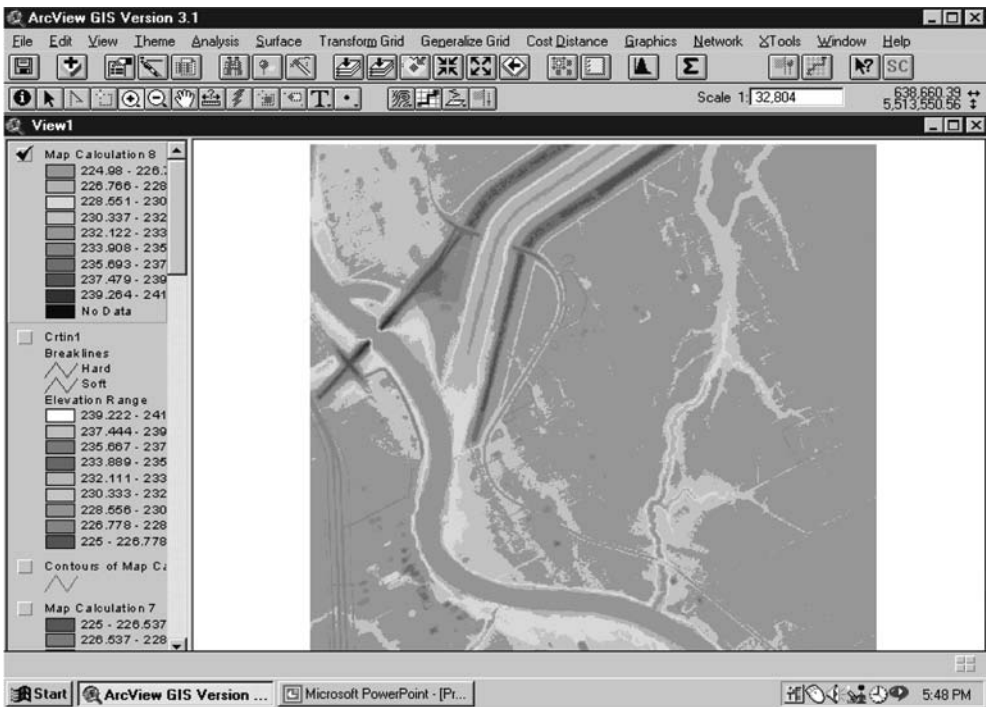 ArcView GIS Version 3.1
File Edit View Theme Analysis Surface Transform Grid Generalize Grid Cost Distance Graphics Network XTools Window Help
Σ
SC
T
Scale 1: 32,804
638,660.39
5,513,550.56
View1
Map Calculation 8
224.98 - 226.7
226.766 - 228
228.551 - 230
230.337 - 232
232.122 - 233
233.908 - 235
235.693 - 237
237.479 - 239
239.264 - 241
No Data
Crtin1
Breaklines
Hard
Soft
Elevation Range
239.222 - 241
237.444 - 239
235.667 - 237
233.889 - 235
232.111 - 233
230.333 - 232
228.556 - 230
226.778 - 228
225 - 226.778
Contours of Map Ca
Map Calculation 7
225 - 226.537
226.537 - 228
Start ArcView GIS Version ... Microsoft PowerPoint - [Pr... 5:48 PM